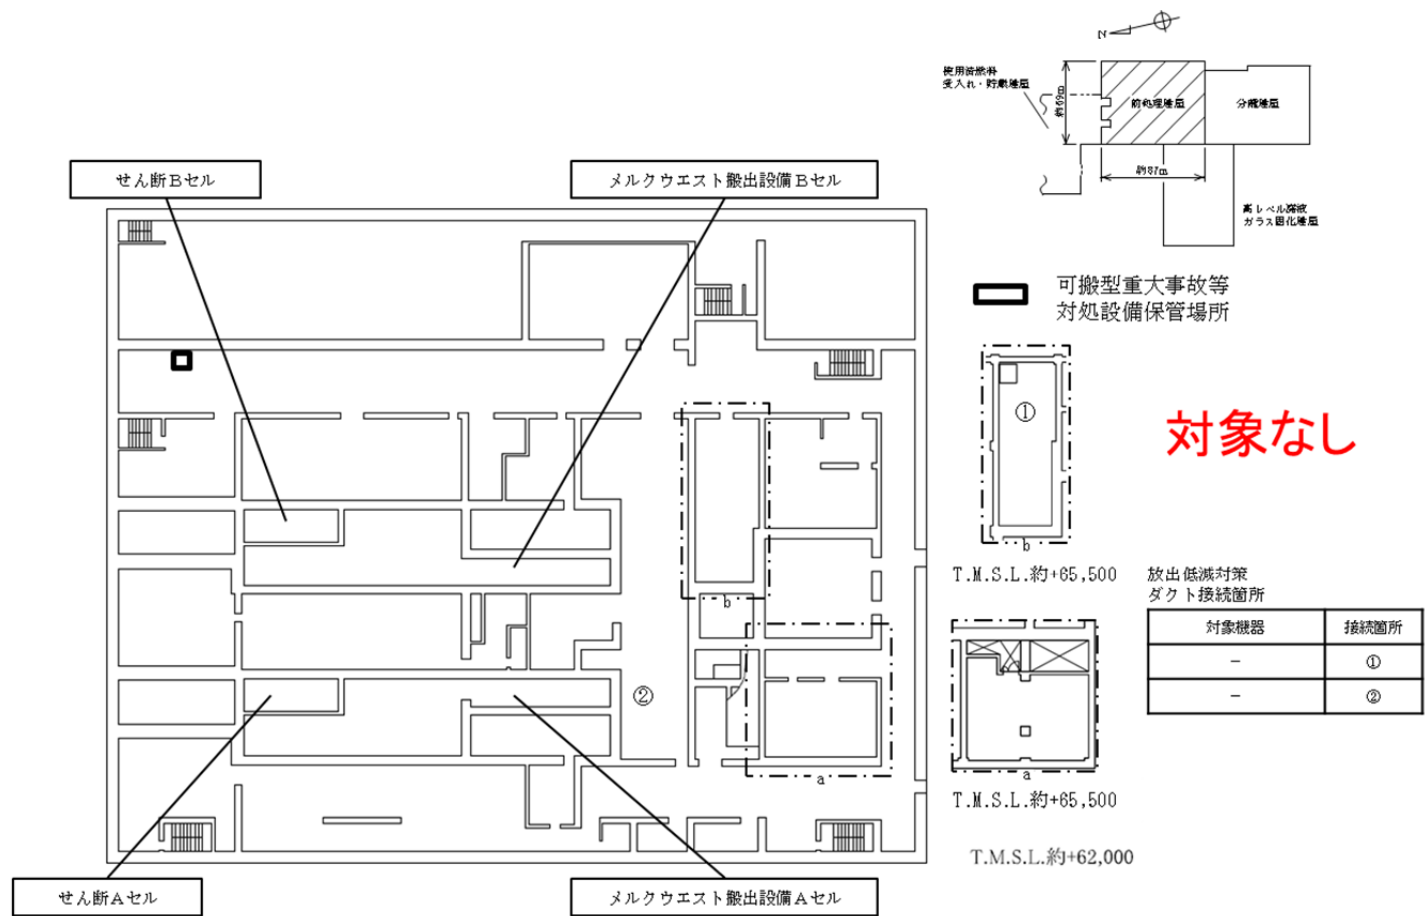 N
使用済燃料
受入れ・貯蔵建屋
約69m
前処理建屋
分離建屋
約87m
高レベル廃液
ガラス固化建屋
せん断Bセル
メルクウエスト搬出設備Bセル
可搬型重大事故等
対処設備保管場所
①
b
対象なし
T.M.S.L.約+65,500
放出低減対策
ダクト接続箇所
対象機器 接続箇所
− ①
− ②
b
②
a
a
T.M.S.L.約+65,500
T.M.S.L.約+62,000
せん断Aセル
メルクウエスト搬出設備Aセル